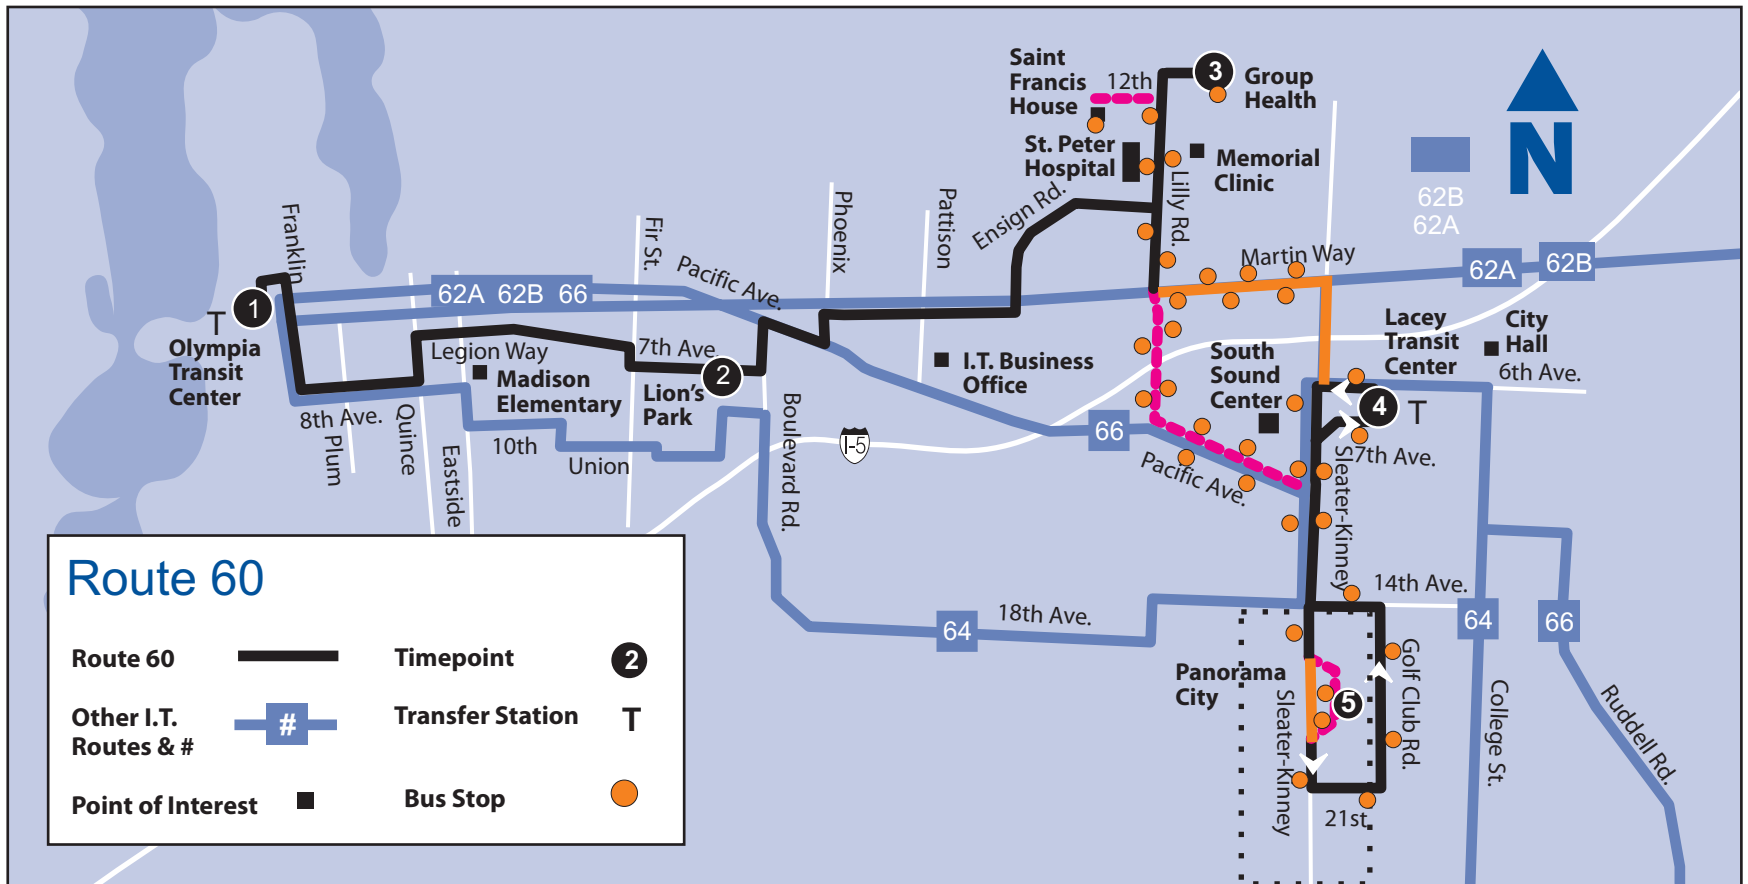 Saint
Francis
House
12th
3
Group
Health
St. Peter
Hospital
Memorial
Clinic
N
62B
62A
Ensign Rd.
Lilly Rd.
Martin Way
62A
62B
Franklin
Fir St.
Phoenix
Pattison
Pacific Ave.
62A 62B 66
1
T
Olympia
Transit
Center
Legion Way
7th Ave.
2
Madison
Elementary
Lion's
Park
I.T. Business
Office
South
Sound
Center
Lacey
Transit
Center
City
Hall
6th Ave.
4
T
7th Ave.
8th Ave.
Plum
Quince
Eastside
10th
Union
Boulevard Rd.
I-5
66
Pacific Ave.
Sleater-Kinney
14th Ave.
64
18th Ave.
64
66
Panorama
City
5
Sleater-Kinney
Golf Club Rd.
College St.
Ruddell Rd.
21st
Route 60
Route 60
Timepoint
2
Other I.T.
Routes & #
#
Transfer Station
T
Point of Interest
Bus Stop